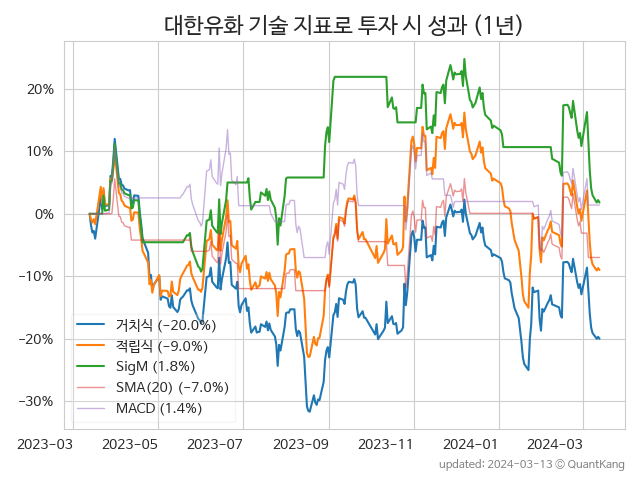 대한유화 기술 지표로 투자 시 성과 (1년)
20%
10%
0%
−10%
−20%
−30%
거치식 (−20.0%)
적립식 (−9.0%)
SigM (1.8%)
SMA(20) (−7.0%)
MACD (1.4%)
2023-03
2023-05
2023-07
2023-09
2023-11
2024-01
2024-03
updated: 2024-03-13 © QuantKang